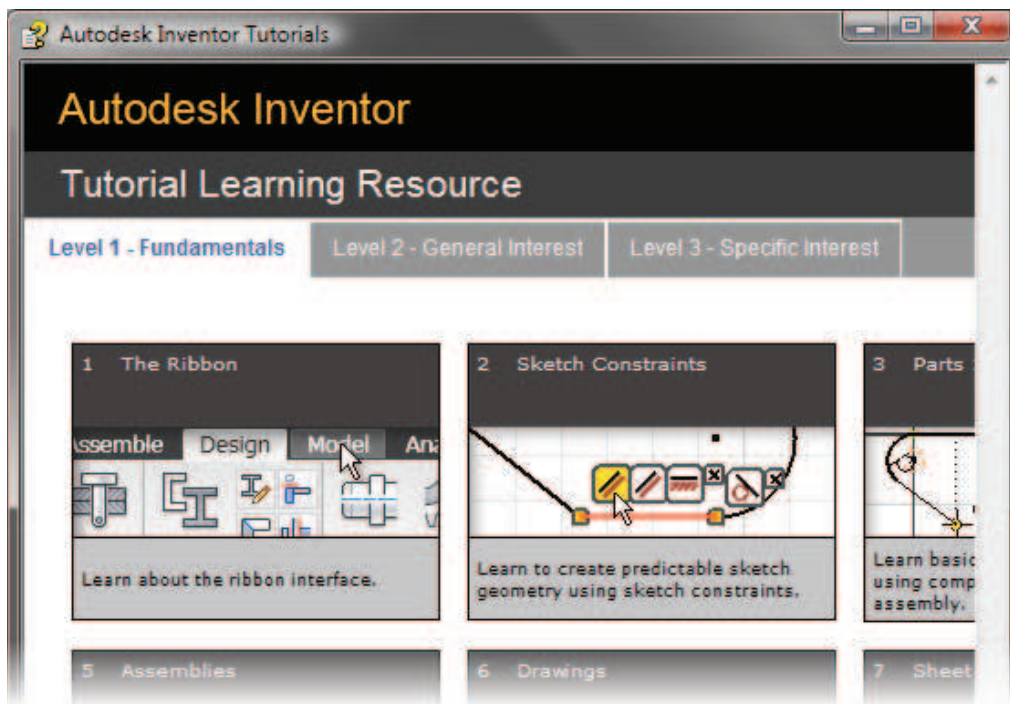 Autodesk Inventor Tutorials
Autodesk Inventor
Tutorial Learning Resource
Level 1 - Fundamentals
Level 2 - General Interest
Level 3 - Specific Interest
1 The Ribbon
ssemble Design Model Ana
Learn about the ribbon interface.
2 Sketch Constraints
Learn to create predictable sketch
geometry using sketch constraints.
3 Parts
Learn basic
using comp
assembly.
5 Assemblies
6 Drawings
7 Sheet